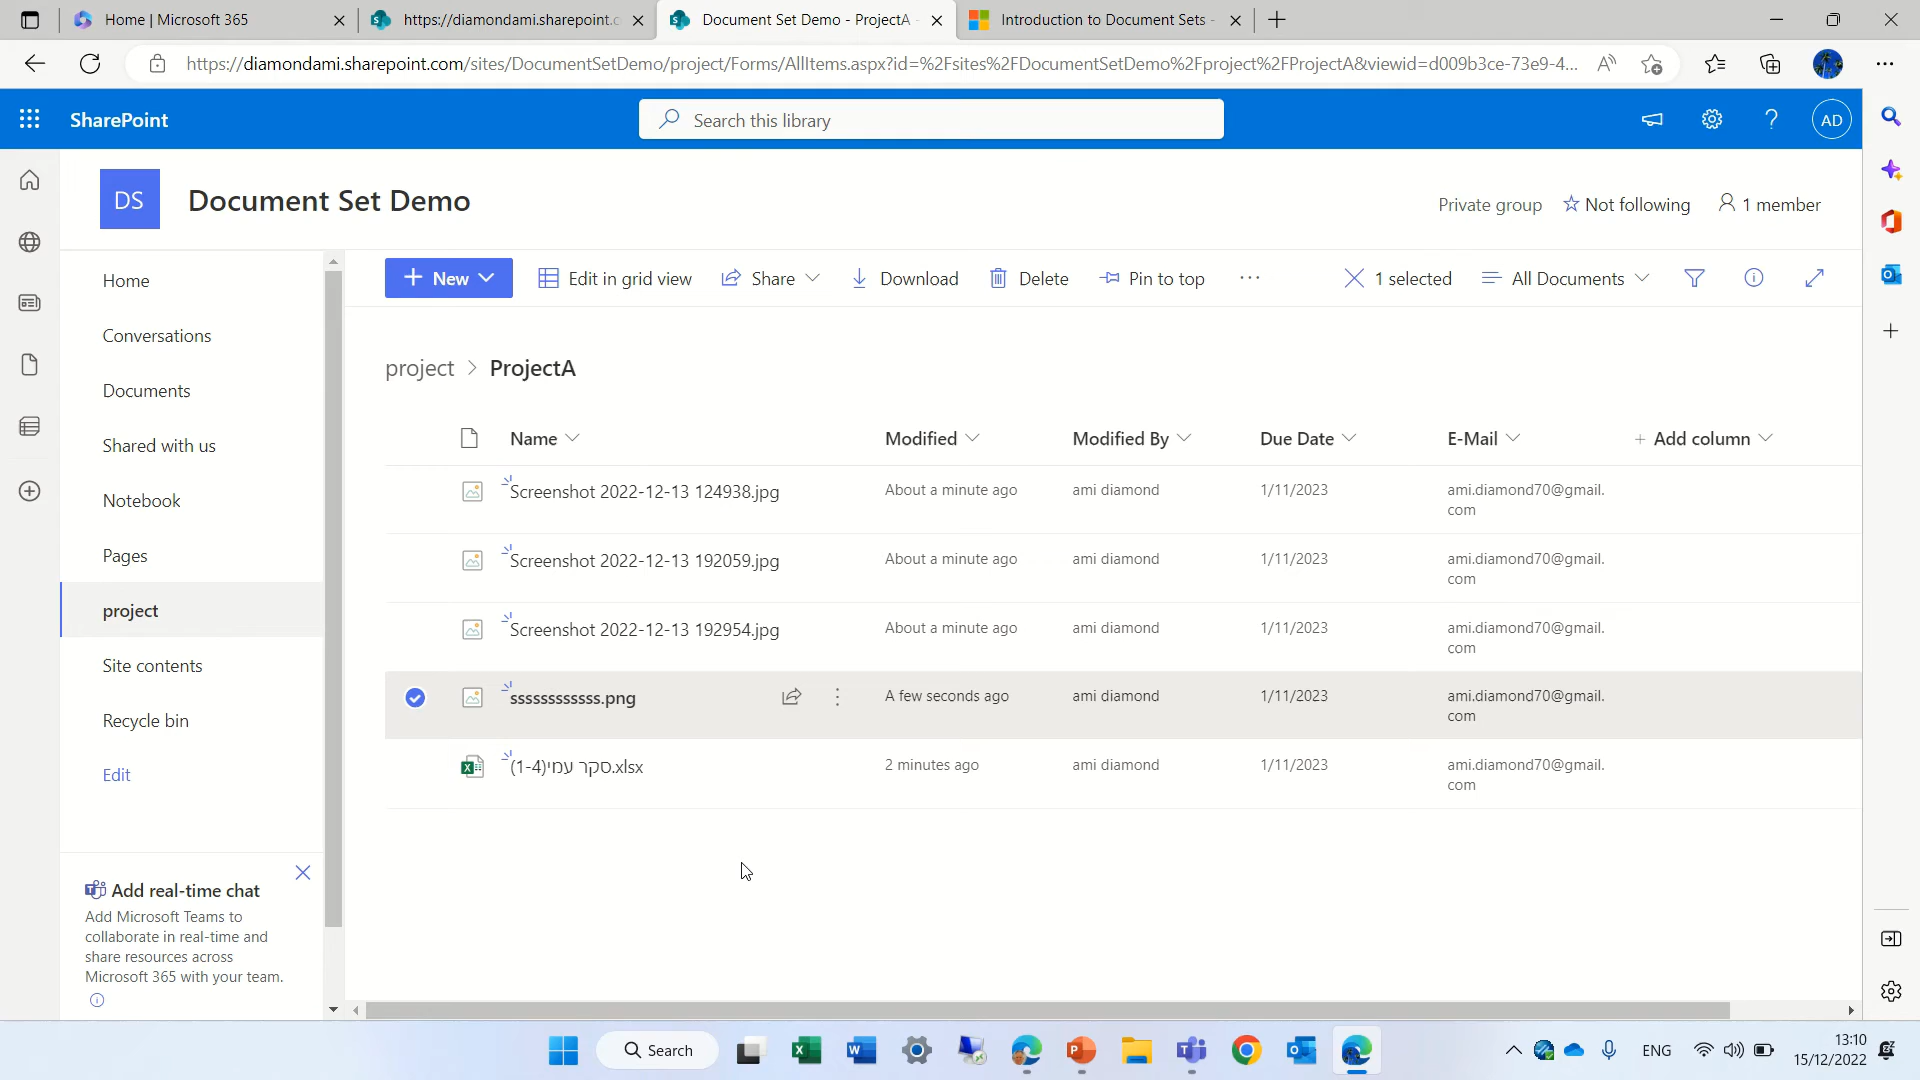 Home | Microsoft 365
https://diamondami.sharepoint.c
Document Set Demo - ProjectA -
Introduction to Document Sets -
https://diamondami.sharepoint.com/sites/DocumentSetDemo/project/Forms/AllItems.aspx?id=%2Fsites%2FDocumentSetDemo%2Fproject%2FProjectA&viewid=d009b3ce-73e9-4...
SharePoint
Search this library
AD
DS
Document Set Demo
Private group
Not following
1 member
Home
Conversations
Documents
Shared with us
Notebook
Pages
project
Site contents
Recycle bin
Edit
Add real-time chat
Add Microsoft Teams to
collaborate in real-time and
share resources across
Microsoft 365 with your team.
New
Edit in grid view
Share
Download
Delete
Pin to top
1 selected
All Documents
project > ProjectA
Name Modified Modified By Due Date E-Mail + Add column
Screenshot 2022-12-13 124938.jpg About a minute ago ami diamond 1/11/2023 ami.diamond70@gmail.
com
Screenshot 2022-12-13 192059.jpg About a minute ago ami diamond 1/11/2023 ami.diamond70@gmail.
com
Screenshot 2022-12-13 192954.jpg About a minute ago ami diamond 1/11/2023 ami.diamond70@gmail.
com
ssssssssssss.png A few seconds ago ami diamond 1/11/2023 ami.diamond70@gmail.
com
סקר עמי(1-4).xlsx 2 minutes ago ami diamond 1/11/2023 ami.diamond70@gmail.
com
Search
ENG
13:10
15/12/2022